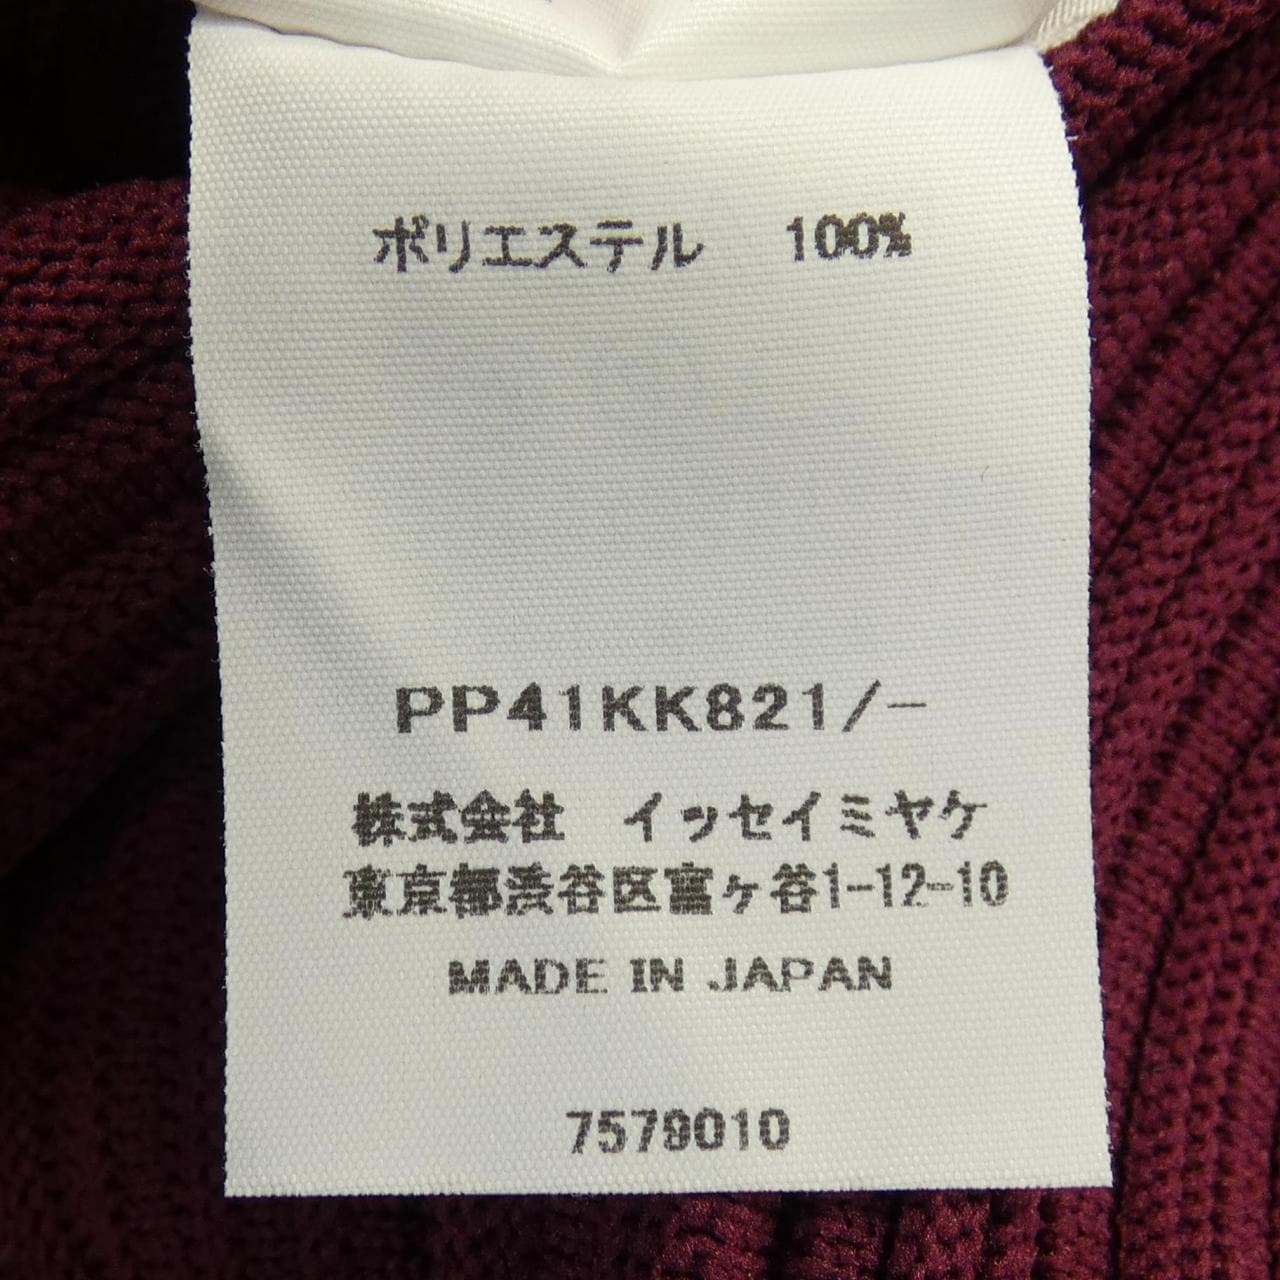 ポリエステル 100%
PP41KK821/-
株式会社 イッセイミヤケ
東京都渋谷区富ヶ谷1-12-10
MADE IN JAPAN
7579010